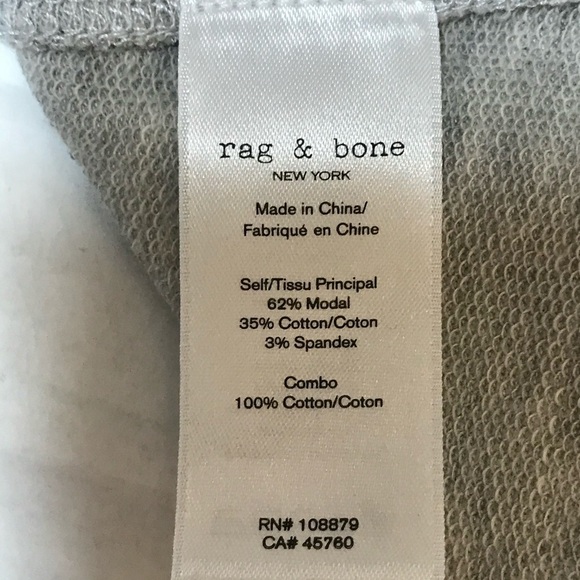 rag & bone
NEW YORK
Made in China/
Fabriqué en Chine
Self/Tissu Principal
62% Modal
35% Cotton/Coton
3% Spandex
Combo
100% Cotton/Coton
RN# 108879
CA# 45760